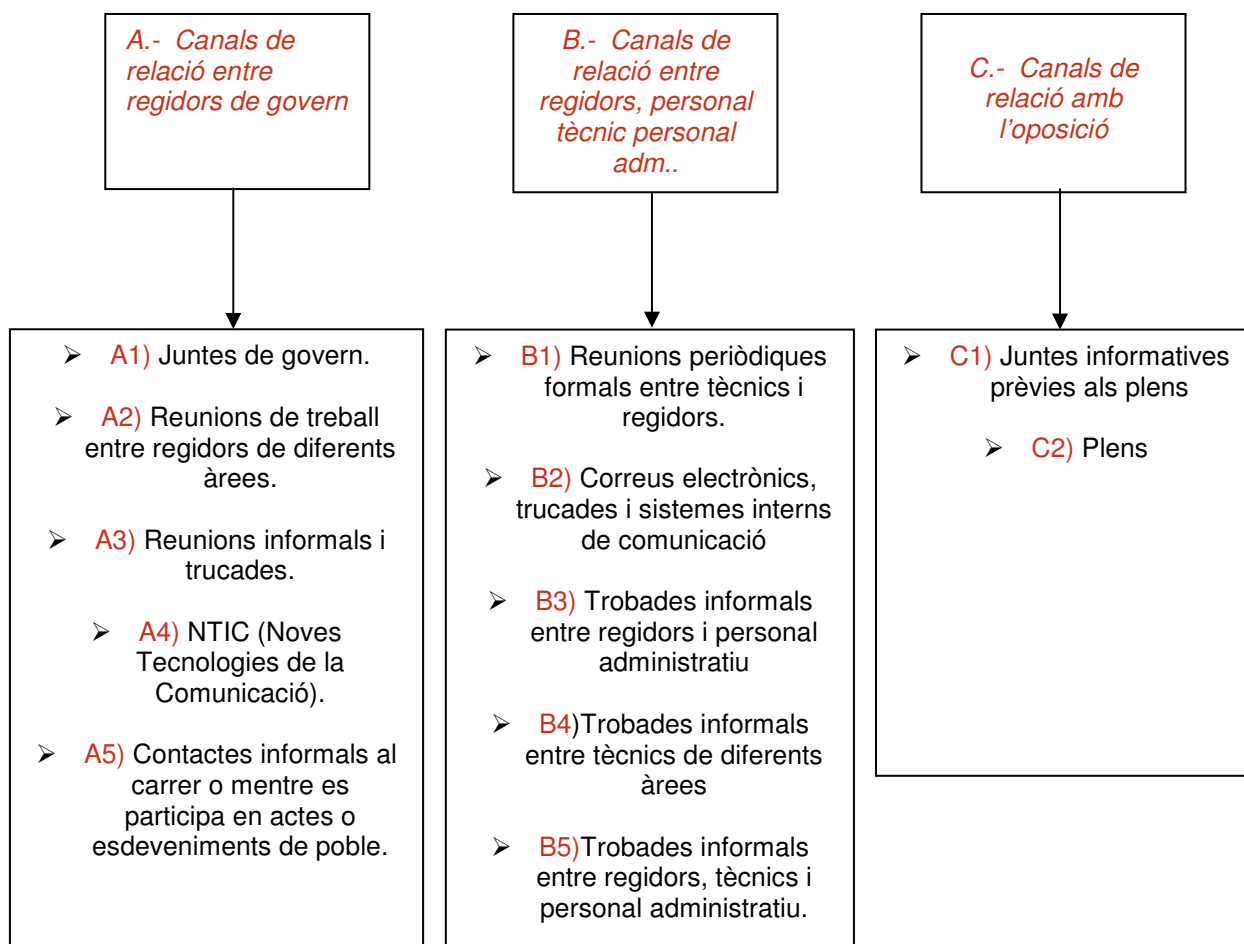 A.- Canals de
relació entre
regidors de govern
B.- Canals de
relació entre
regidors, personal
tècnic personal
adm..
C.- Canals de
relació amb
l'oposició
➢ A1) Juntes de govern.
➢ A2) Reunions de treball
entre regidors de diferents
àrees.
➢ A3) Reunions informals i
trucades.
➢ A4) NTIC (Noves
Tecnologies de la
Comunicació).
➢ A5) Contactes informals al
carrer o mentre es
participa en actes o
esdeveniments de poble.
➢ B1) Reunions periòdiques
formals entre tècnics i
regidors.
➢ B2) Correus electrònics,
trucades i sistemes interns
de comunicació
➢ B3) Trobades informals
entre regidors i personal
administratiu
➢ B4)Trobades informals
entre tècnics de diferents
àrees
➢ B5)Trobades informals
entre regidors, tècnics i
personal administratiu.
➢ C1) Juntes informatives
prèvies als plens
➢ C2) Plens